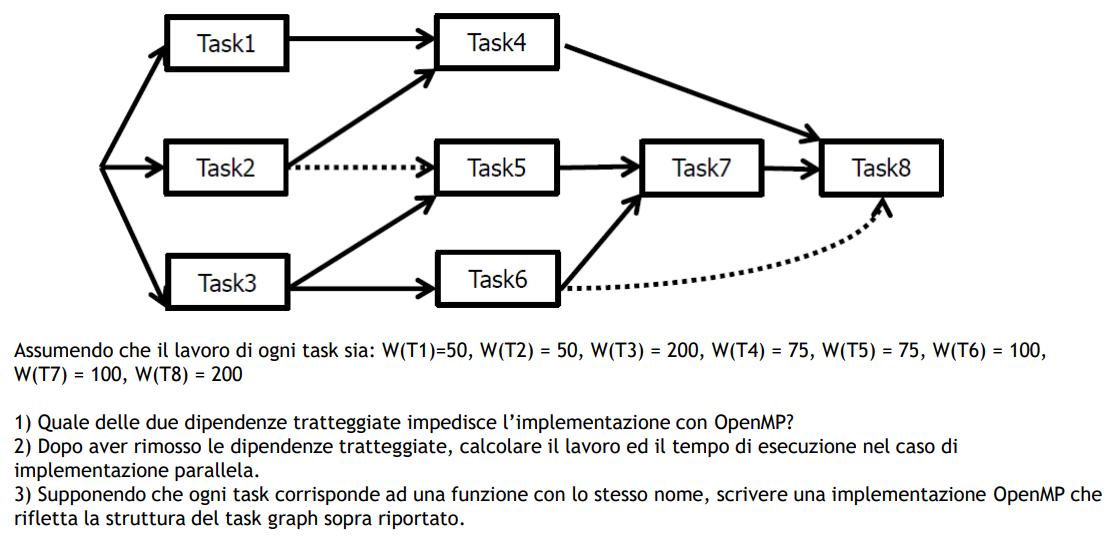 Task1
Task4
Task2
Task5
Task7
Task8
Task3
Task6
Assumendo che il lavoro di ogni task sia: W(T1)=50, W(T2) = 50, W(T3) = 200, W(T4) = 75, W(T5) = 75, W(T6) = 100,
W(T7) = 100, W(T8) = 200
1) Quale delle due dipendenze tratteggiate impedisce l’implementazione con OpenMP?
2) Dopo aver rimosso le dipendenze tratteggiate, calcolare il lavoro ed il tempo di esecuzione nel caso di
implementazione parallela.
3) Supponendo che ogni task corrisponde ad una funzione con lo stesso nome, scrivere una implementazione OpenMP che
rifletta la struttura del task graph sopra riportato.